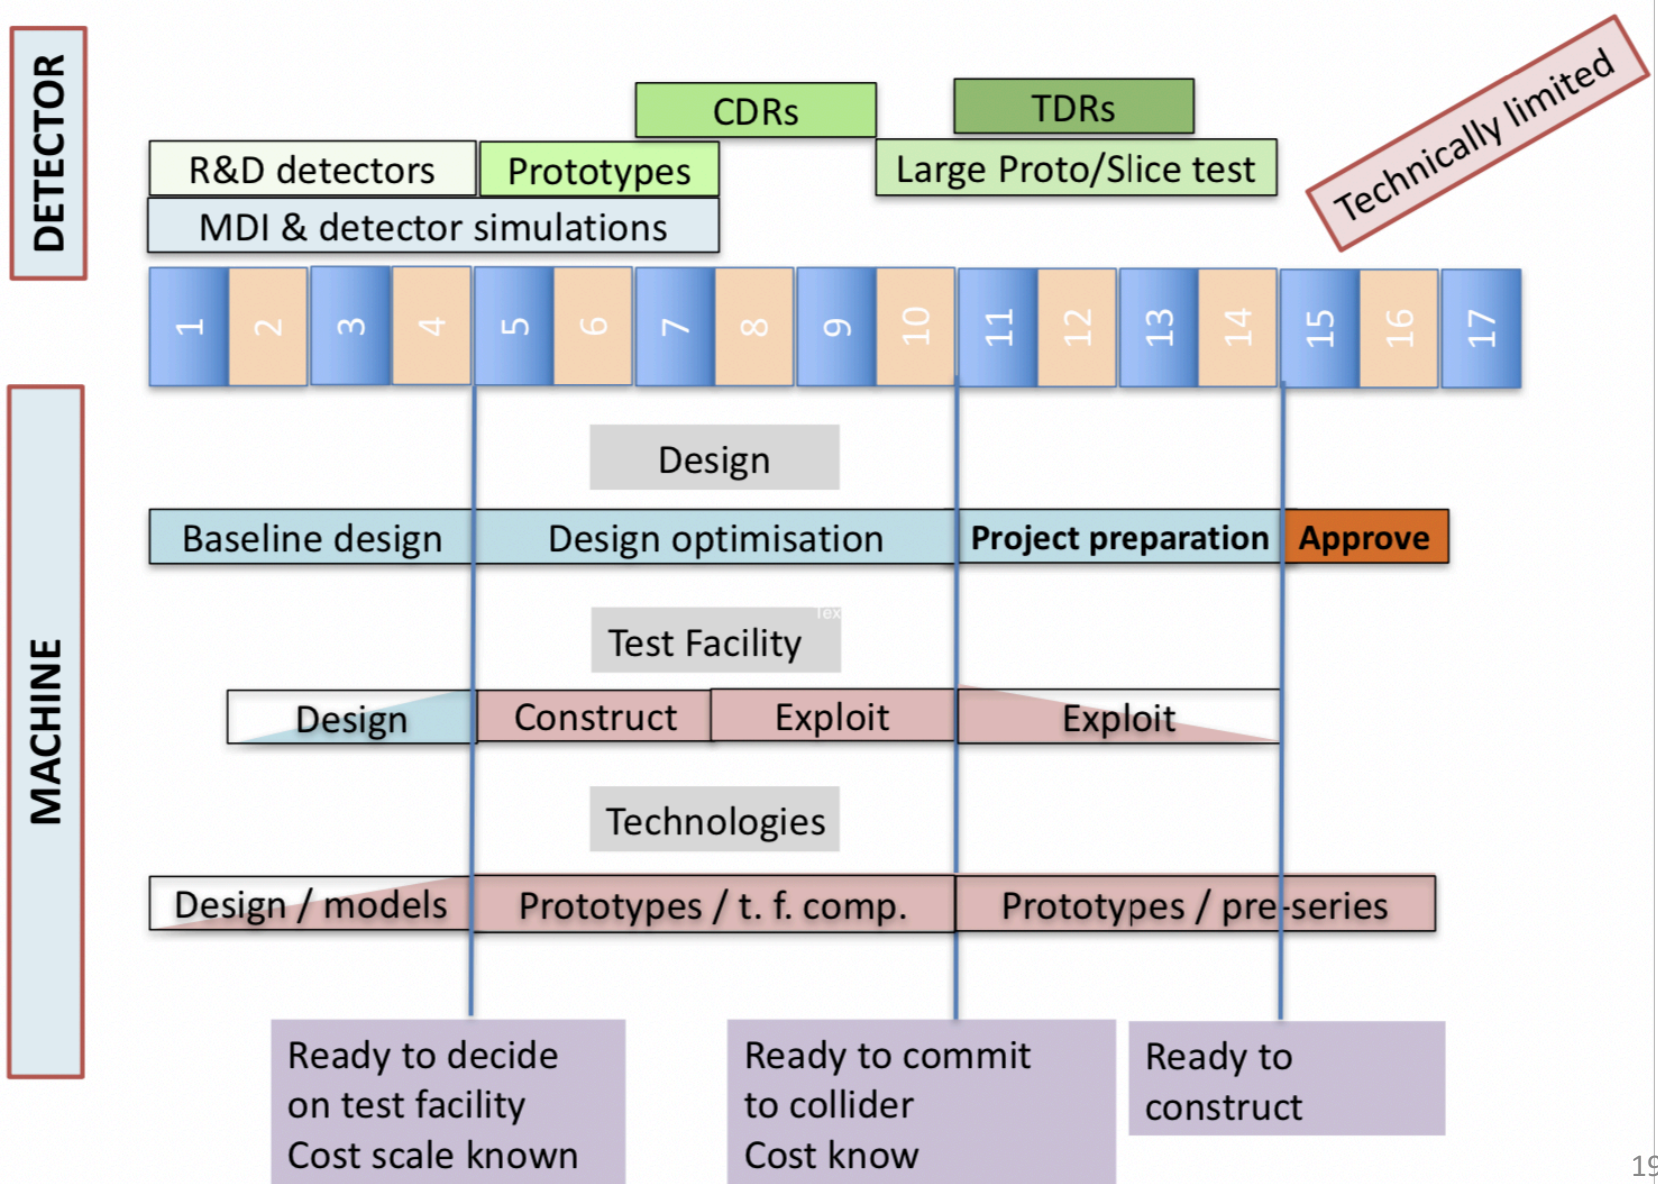 DETECTOR
Technically limited
CDRs
TDRs
R&D detectors
Prototypes
Large Proto/Slice test
MDI & detector simulations
1 2 3 4 5 6 7 8 9 10 11 12 13 14 15 16 17
MACHINE
Design
Baseline design
Design optimisation
Project preparation
Approve
Tex
Test Facility
Design
Construct
Exploit
Exploit
Technologies
Design / models
Prototypes / t. f. comp.
Prototypes / pre-series
Ready to decide
on test facility
Cost scale known
Ready to commit
to collider
Cost know
Ready to
construct
19